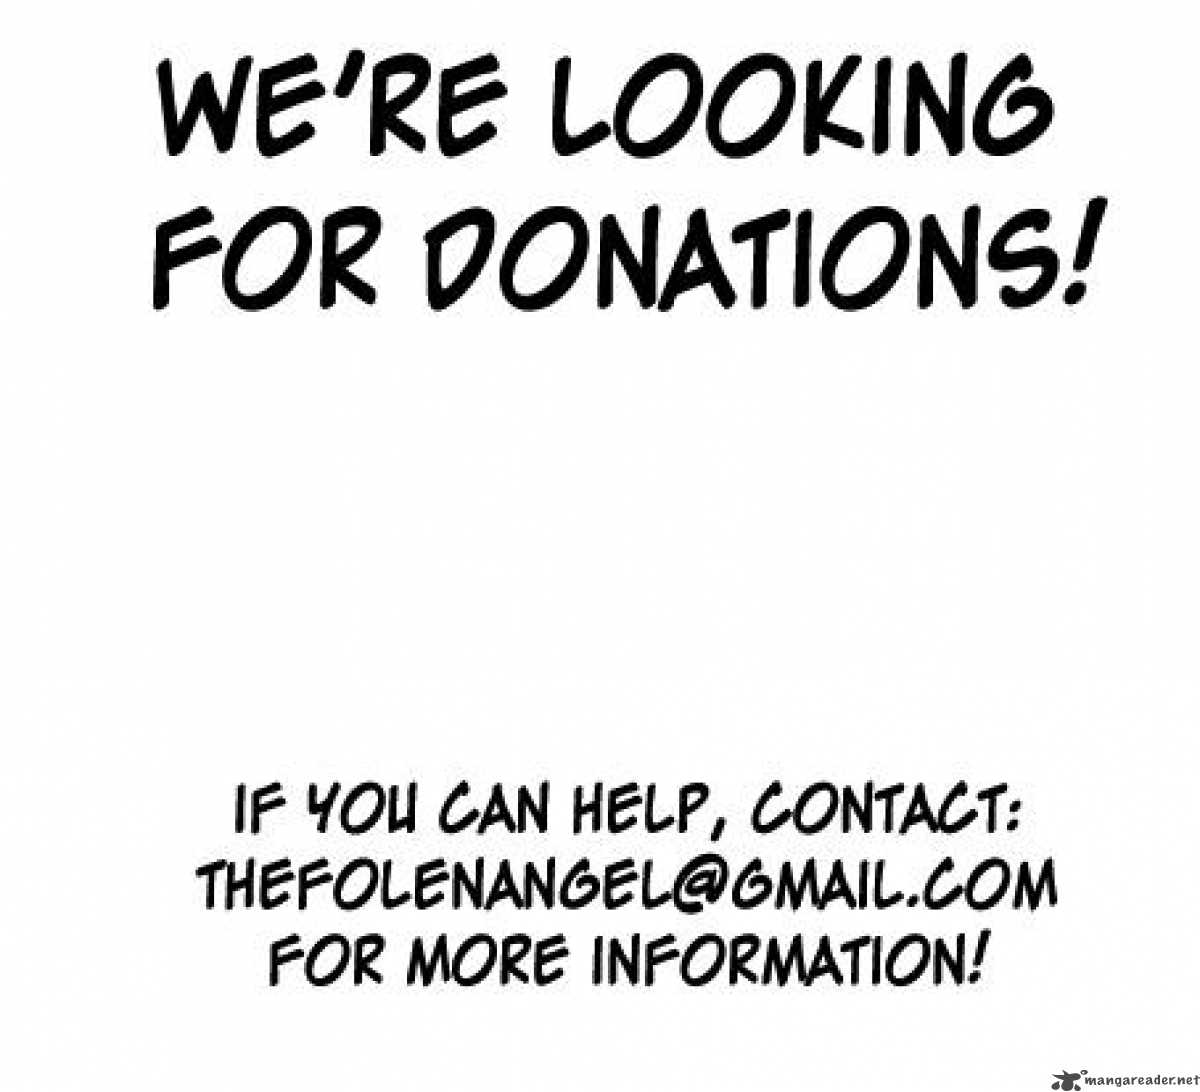 WE'RE LOOKING
FOR DONATIONS!
IF YOU CAN HELP, CONTACT:
THEFOLENANGEL@GMAIL.COM
FOR MORE INFORMATION!
mangareader.net